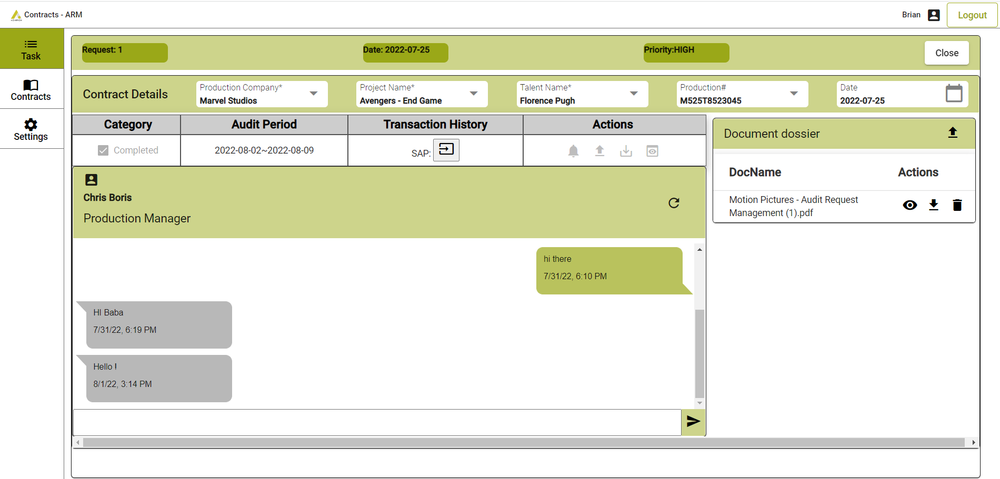 Contracts - ARM
Brian
Logout
Task
Contracts
Settings
Request: 1
Date: 2022-07-25
Priority:HIGH
Close
Contract Details
Production Company*
Marvel Studios
Project Name*
Avengers - End Game
Talent Name*
Florence Pugh
Production#
M525T8523045
Date
2022-07-25
Category
Audit Period
Transaction History
Actions
Completed
2022-08-02~2022-08-09
SAP:
Document dossier
DocName
Actions
Motion Pictures - Audit Request
Management (1).pdf
Chris Boris
Production Manager
hi there
7/31/22, 6:10 PM
HI Baba
7/31/22, 6:19 PM
Hello !
8/1/22, 3:14 PM